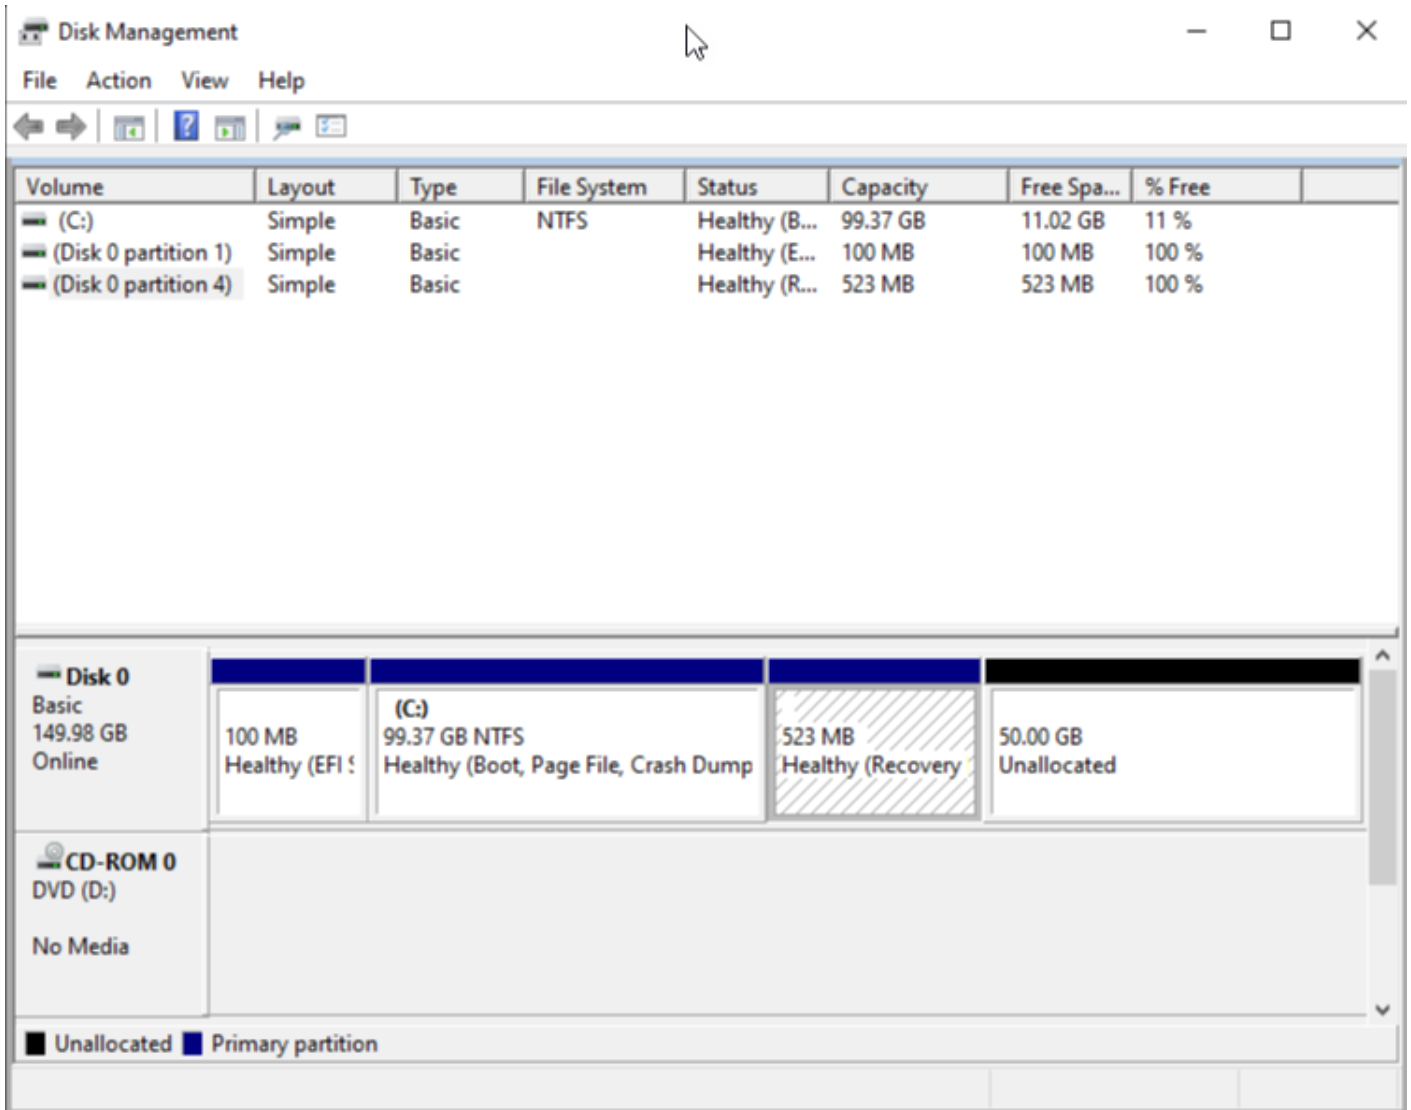 Disk Management
File Action View Help
Volume Layout Type File System Status Capacity Free Spa... % Free
(C:) Simple Basic NTFS Healthy (B... 99.37 GB 11.02 GB 11 %
(Disk 0 partition 1) Simple Basic Healthy (E... 100 MB 100 MB 100 %
(Disk 0 partition 4) Simple Basic Healthy (R... 523 MB 523 MB 100 %
Disk 0
Basic
149.98 GB
Online
100 MB
Healthy (EFI S
(C:)
99.37 GB NTFS
Healthy (Boot, Page File, Crash Dump
523 MB
Healthy (Recovery
50.00 GB
Unallocated
CD-ROM 0
DVD (D:)
No Media
Unallocated Primary partition